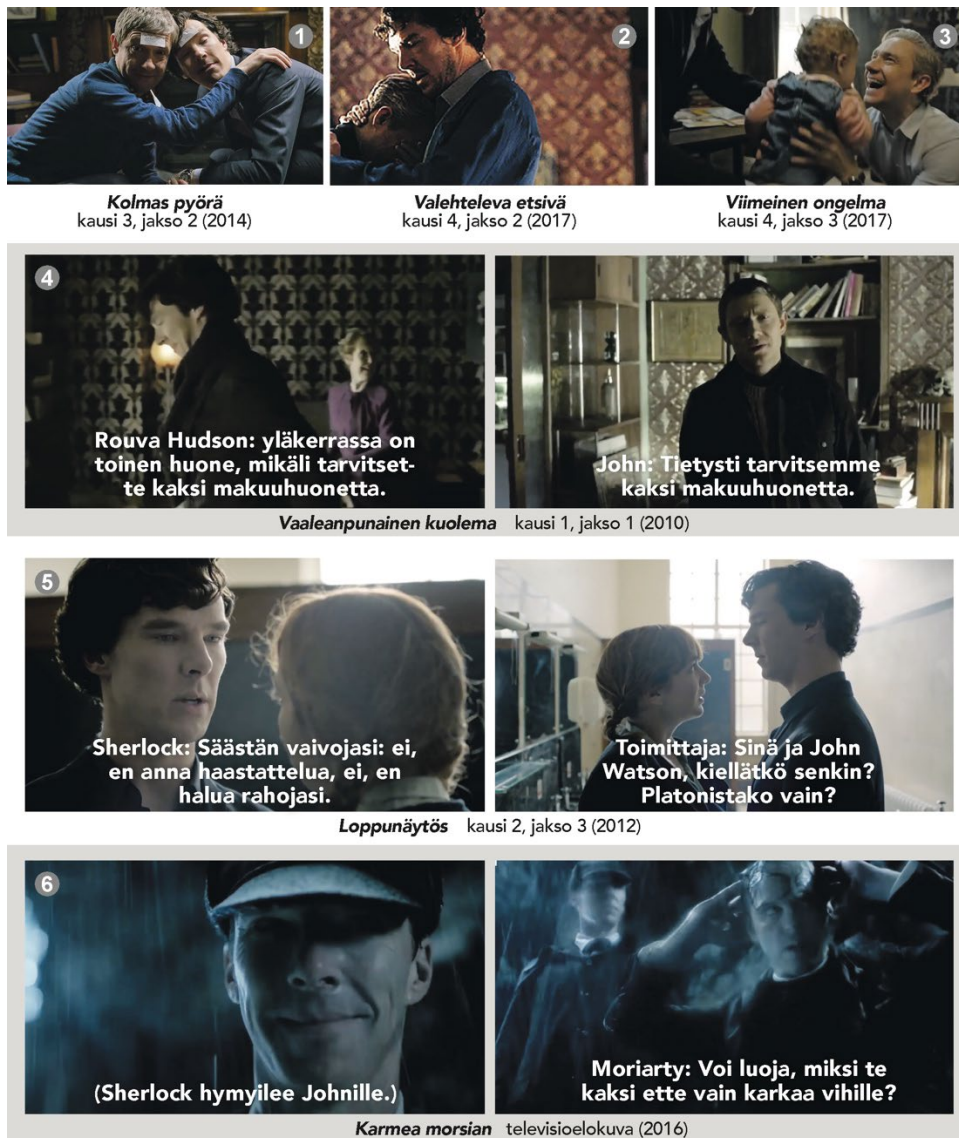 1
2
3
Kolmas pyörä
kausi 3, jakso 2 (2014)
Valehteleva etsivä
kausi 4, jakso 2 (2017)
Viimeinen ongelma
kausi 4, jakso 3 (2017)
4
Rouva Hudson: yläkerrassa on
toinen huone, mikäli tarvitset-
te kaksi makuuhuonetta.
John: Tietysti tarvitsemme
kaksi makuuhuonetta.
Vaaleanpunainen kuolema kausi 1, jakso 1 (2010)
5
Sherlock: Säästän vaivojasi: ei,
en anna haastattelua, ei, en
halua rahojasi.
Toimittaja: Sinä ja John
Watson, kiellätkö senkin?
Platonistako vain?
Loppunäytös kausi 2, jakso 3 (2012)
6
(Sherlock hymyilee Johnille.)
Moriarty: Voi luoja, miksi te
kaksi ette vain karkaa vihille?
Karmea morsian televisioelokuva (2016)